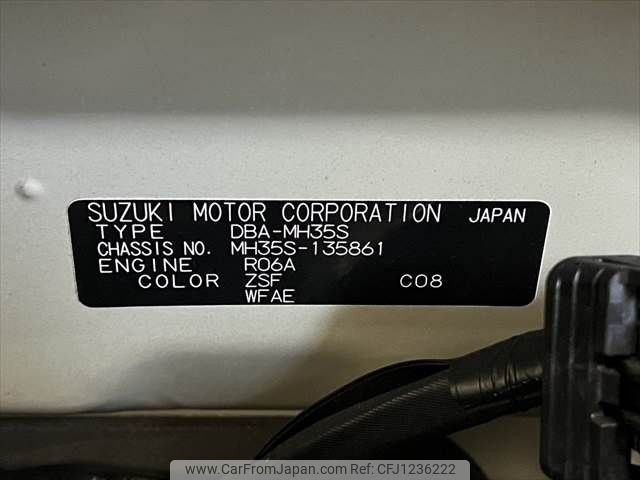 SUZUKI MOTOR CORPORATION JAPAN
TYPE DBA-MH35S
CHASSIS NO. MH35S-135861
ENGINE R06A
COLOR ZSF C08
WFAE
www.CarFromJapan.com | CFJ1236222